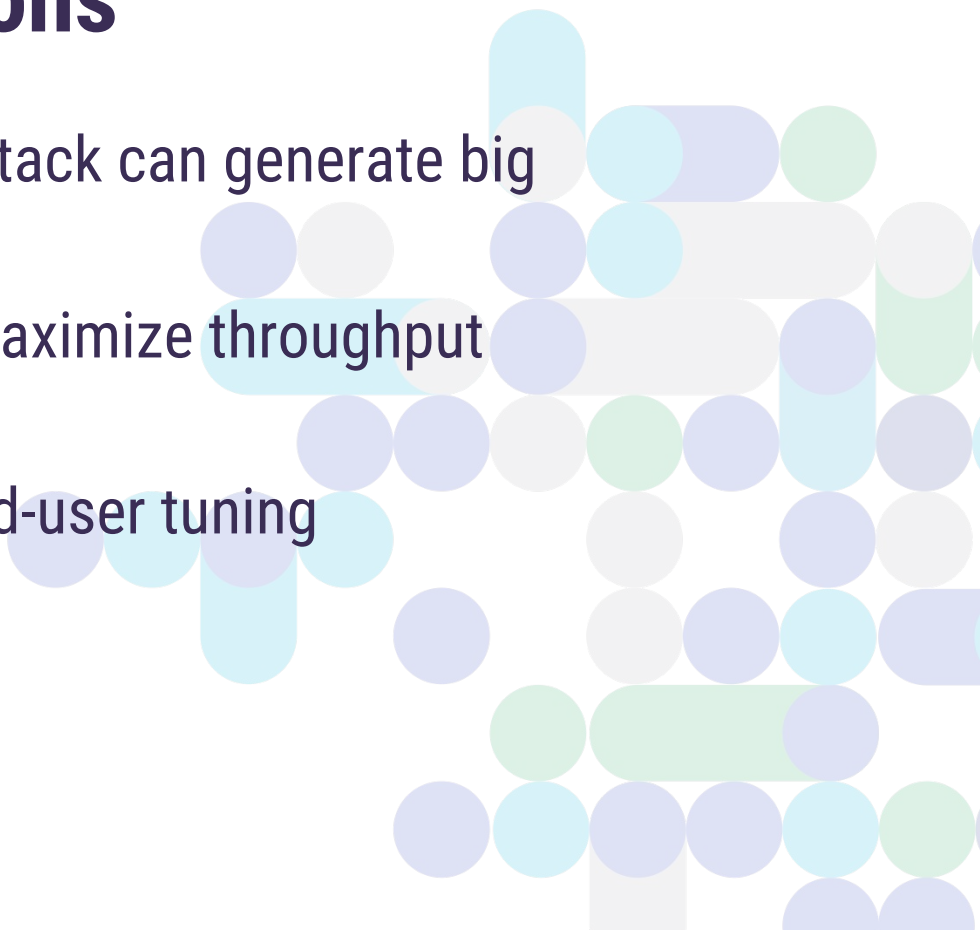 tack can generate big
aximize throughput
d-user tuning